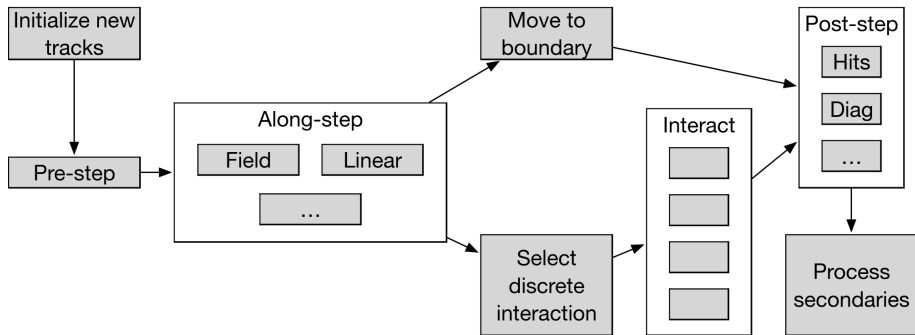 Initialize new
tracks
Pre-step
Along-step
Field
Linear
...
Move to
boundary
Select
discrete
interaction
Interact
Post-step
Hits
Diag
...
Process
secondaries